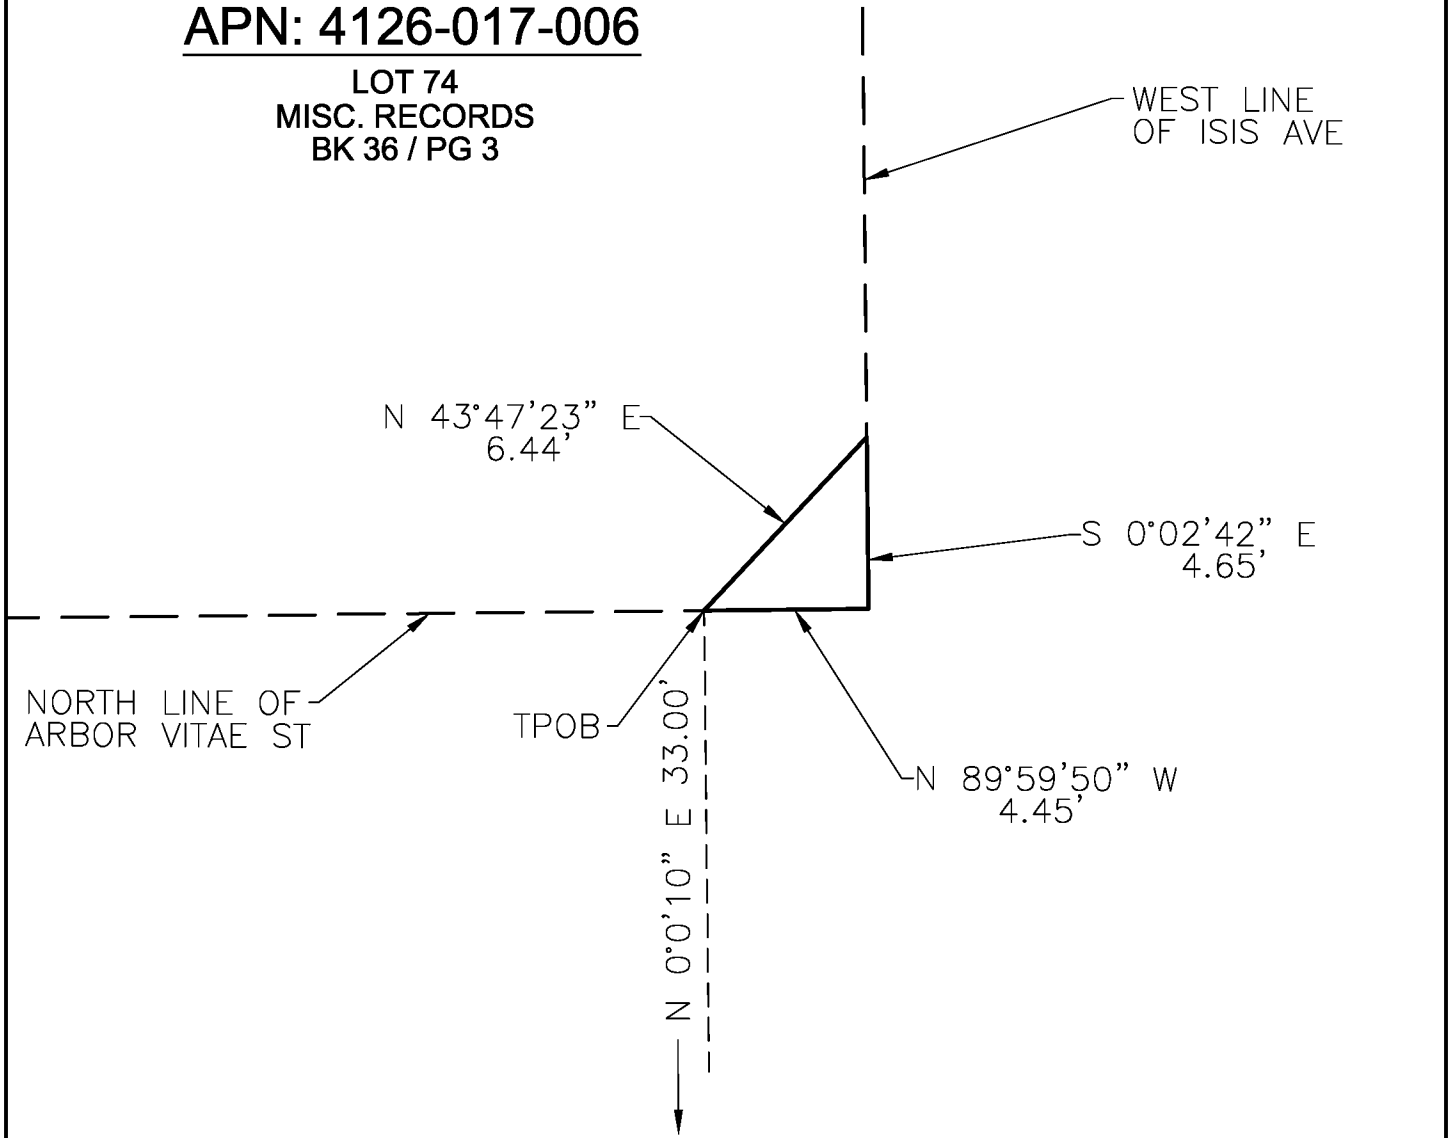 APN: 4126-017-006
LOT 74
MISC. RECORDS
BK 36 / PG 3
WEST LINE
OF ISIS AVE
N 43°47'23" E
6.44'
S 0°02'42" E
4.65'
NORTH LINE OF
ARBOR VITAE ST
TPOB
N 0°0'10" E 33.00'
N 89°59'50" W
4.45'